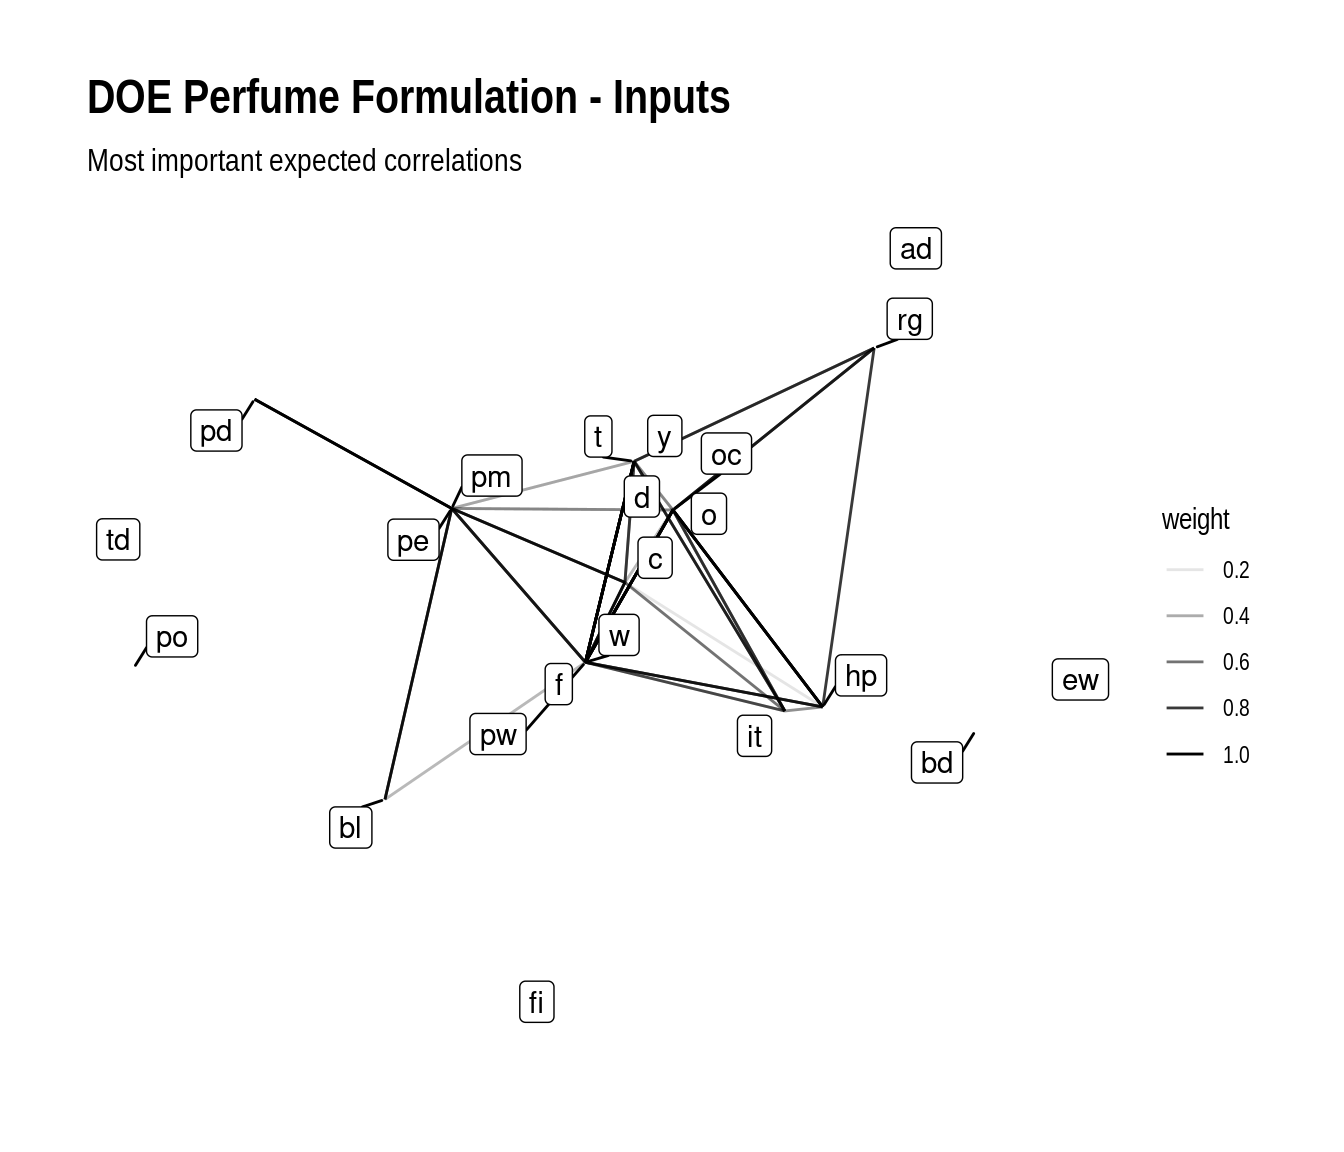 DOE Perfume Formulation - Inputs
Most important expected correlations
ad
rg
pd
t
y
oc
pm
d
o
td
pe
c
po
w
f
hp
ew
pw
it
bd
bl
fi
weight
0.2
0.4
0.6
0.8
1.0